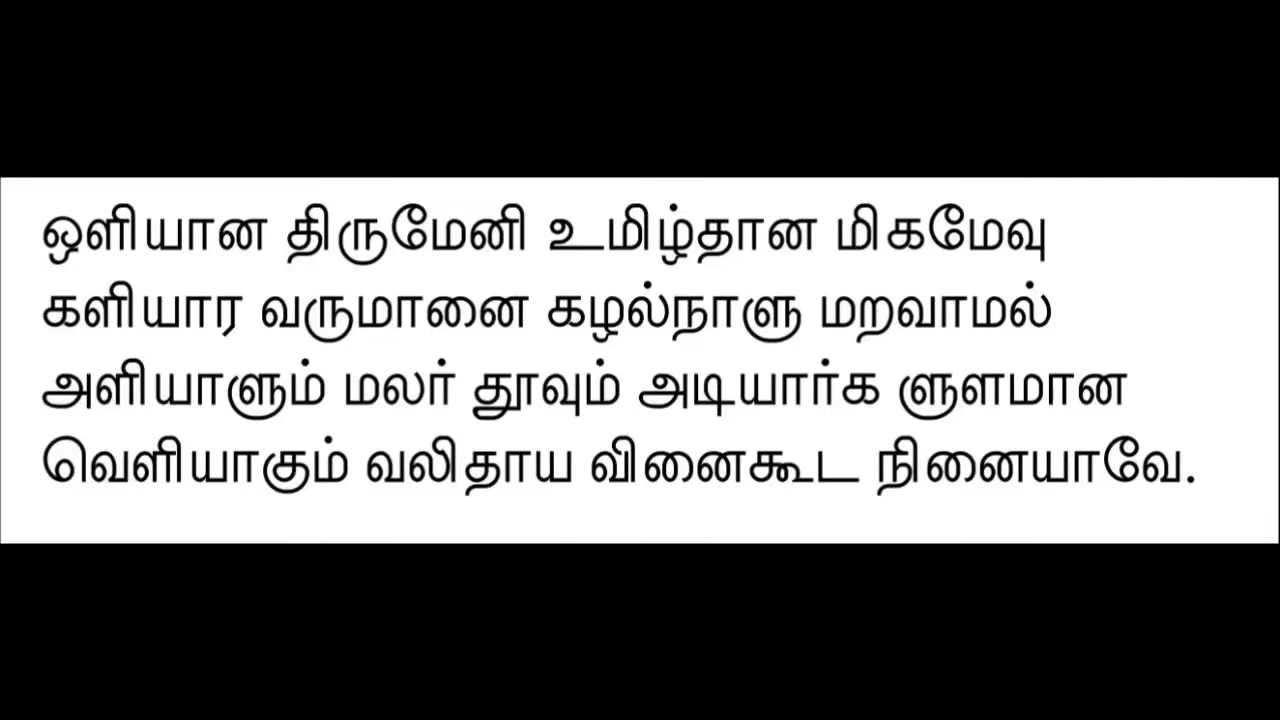 ஒளியான திருமேனி உமிழ்தான மிகமேவு
களியார வருமானை கழல்நாளு மறவாமல்
அளியாளும் மலர் தூவும் அடியார்க ளுளமான
வெளியாகும் வலிதாய வினைகூட நினையாவே.